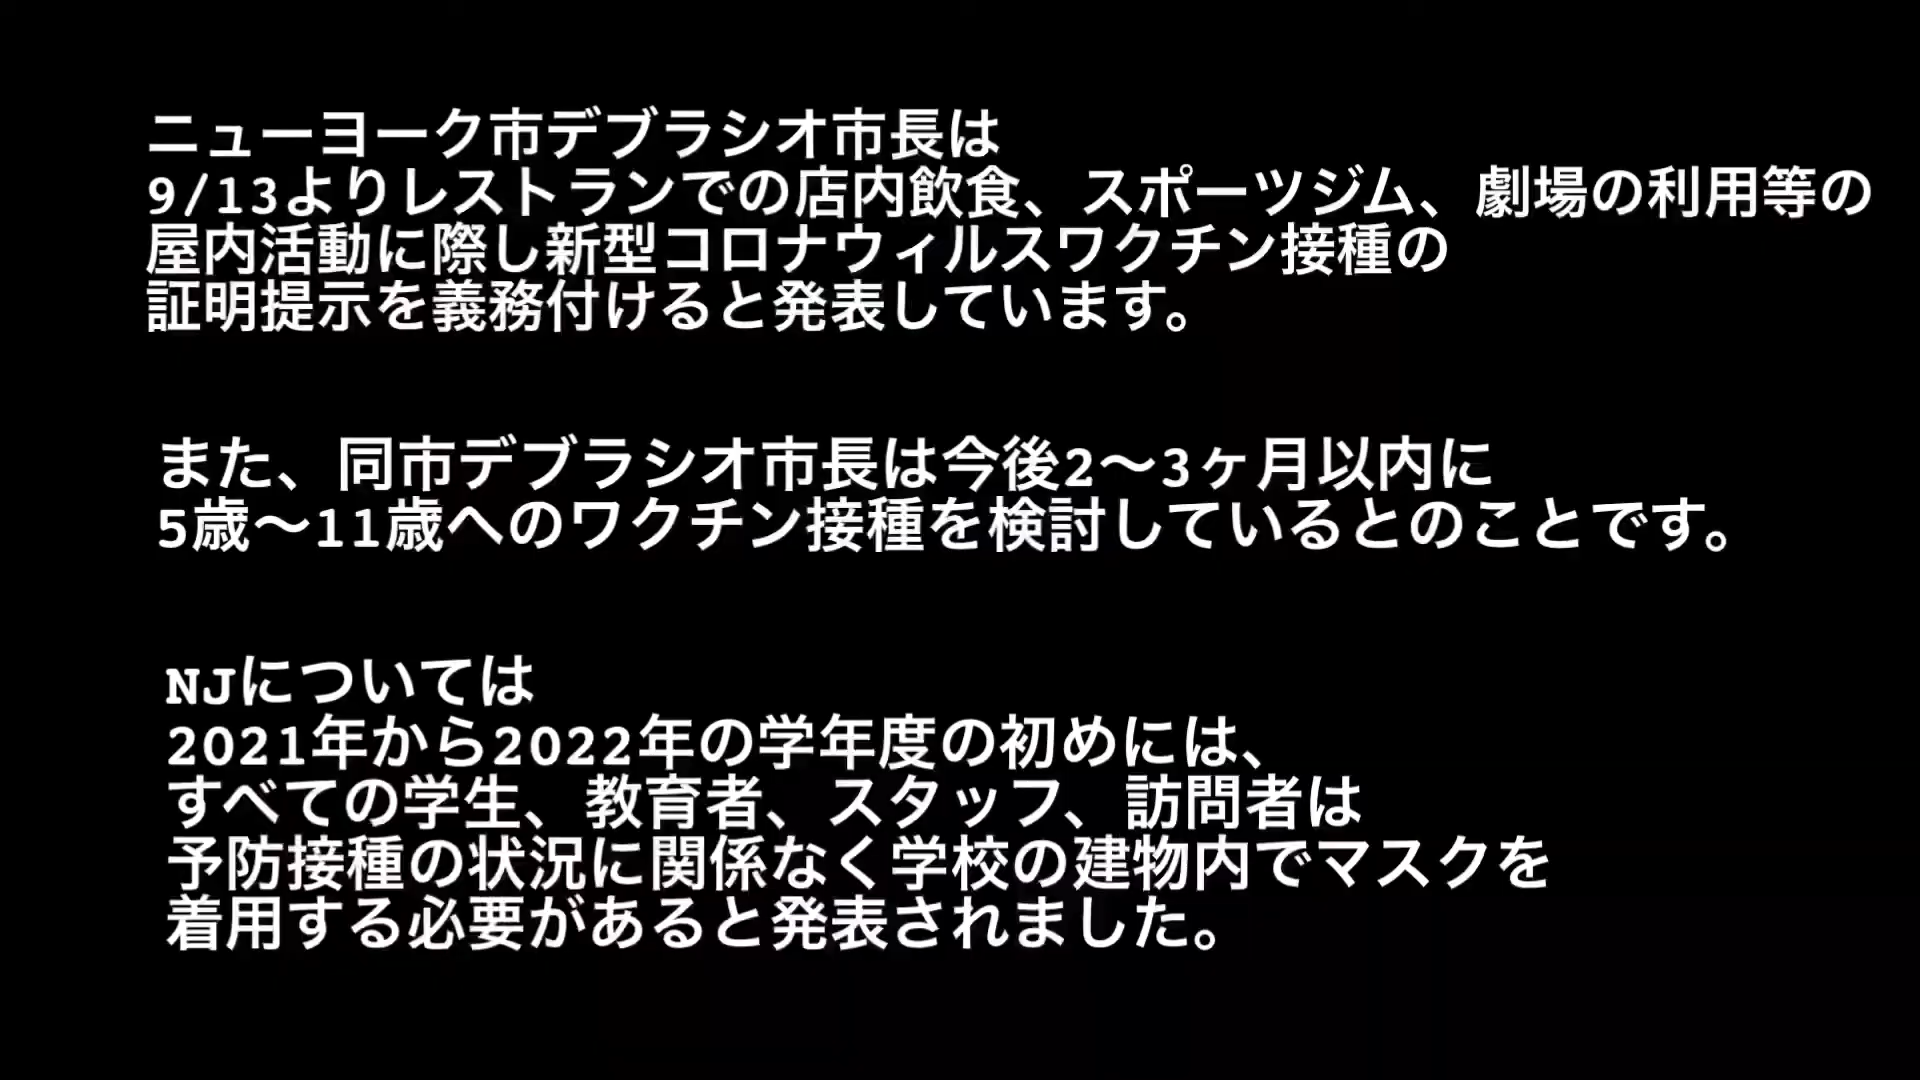 ニューヨーク市デブラシオ市長は
9/13よりレストランでの店内飲食、スポーツジム、劇場の利用等の
屋内活動に際し新型コロナウィルスワクチン接種の
証明提示を義務付けると発表しています。
また、同市デブラシオ市長は今後2〜3ヶ月以内に
5歳〜11歳へのワクチン接種を検討しているとのことです。
NJについては
2021年から2022年の学年度の初めには、
すべての学生、教育者、スタッフ、訪問者は
予防接種の状況に関係なく学校の建物内でマスクを
着用する必要があると発表されました。